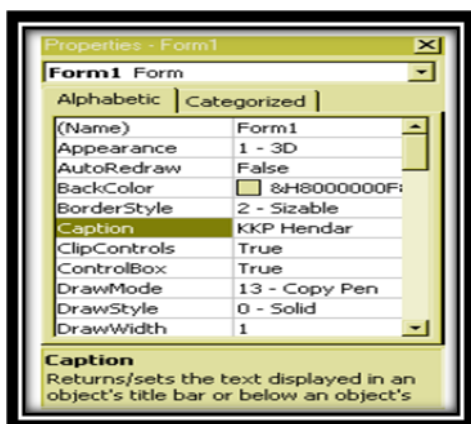 Properties - Form1
Form1 Form
Alphabetic Categorized
(Name) Form1
Appearance 1 - 3D
AutoRedraw False
BackColor &H8000000F&
BorderStyle 2 - Sizable
Caption KKP Hendar
ClipControls True
ControlBox True
DrawMode 13 - Copy Pen
DrawStyle 0 - Solid
DrawWidth 1
Caption
Returns/sets the text displayed in an
object's title bar or below an object's